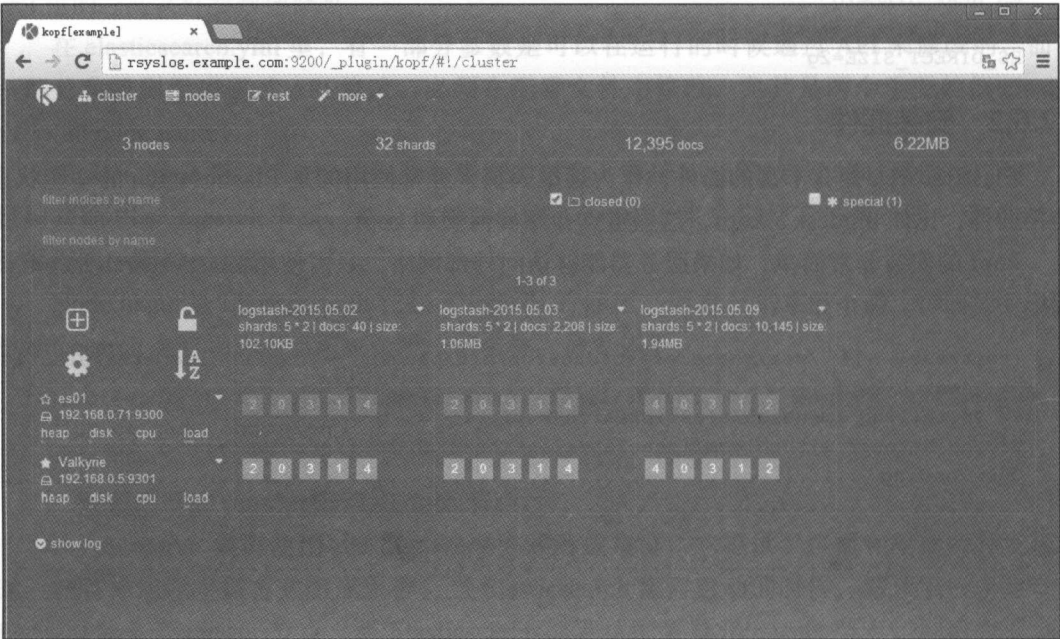 kopf[example]
rsyslog.example.com:9200/_plugin/kopf/#!/cluster
cluster nodes rest more
3 nodes 32 shards 12,395 docs 6.22MB
filter indices by name closed (0) special (1)
filter nodes by name
1-3 of 3
logstash-2015.05.02 logstash-2015.05.03 logstash-2015.05.09
shards: 5 * 2 | docs: 40 | size: shards: 5 * 2 | docs: 2,208 | size: shards: 5 * 2 | docs: 10,145 | size:
102.10KB 1.06MB 1.94MB
A
Z
es01
192.168.0.71:9300
heap disk cpu load
2 0 3 1 4 2 0 3 1 4 4 0 3 1 2
Valkyrie
192.168.0.5:9301
heap disk cpu load
2 0 3 1 4 2 0 3 1 4 4 0 3 1 2
show log